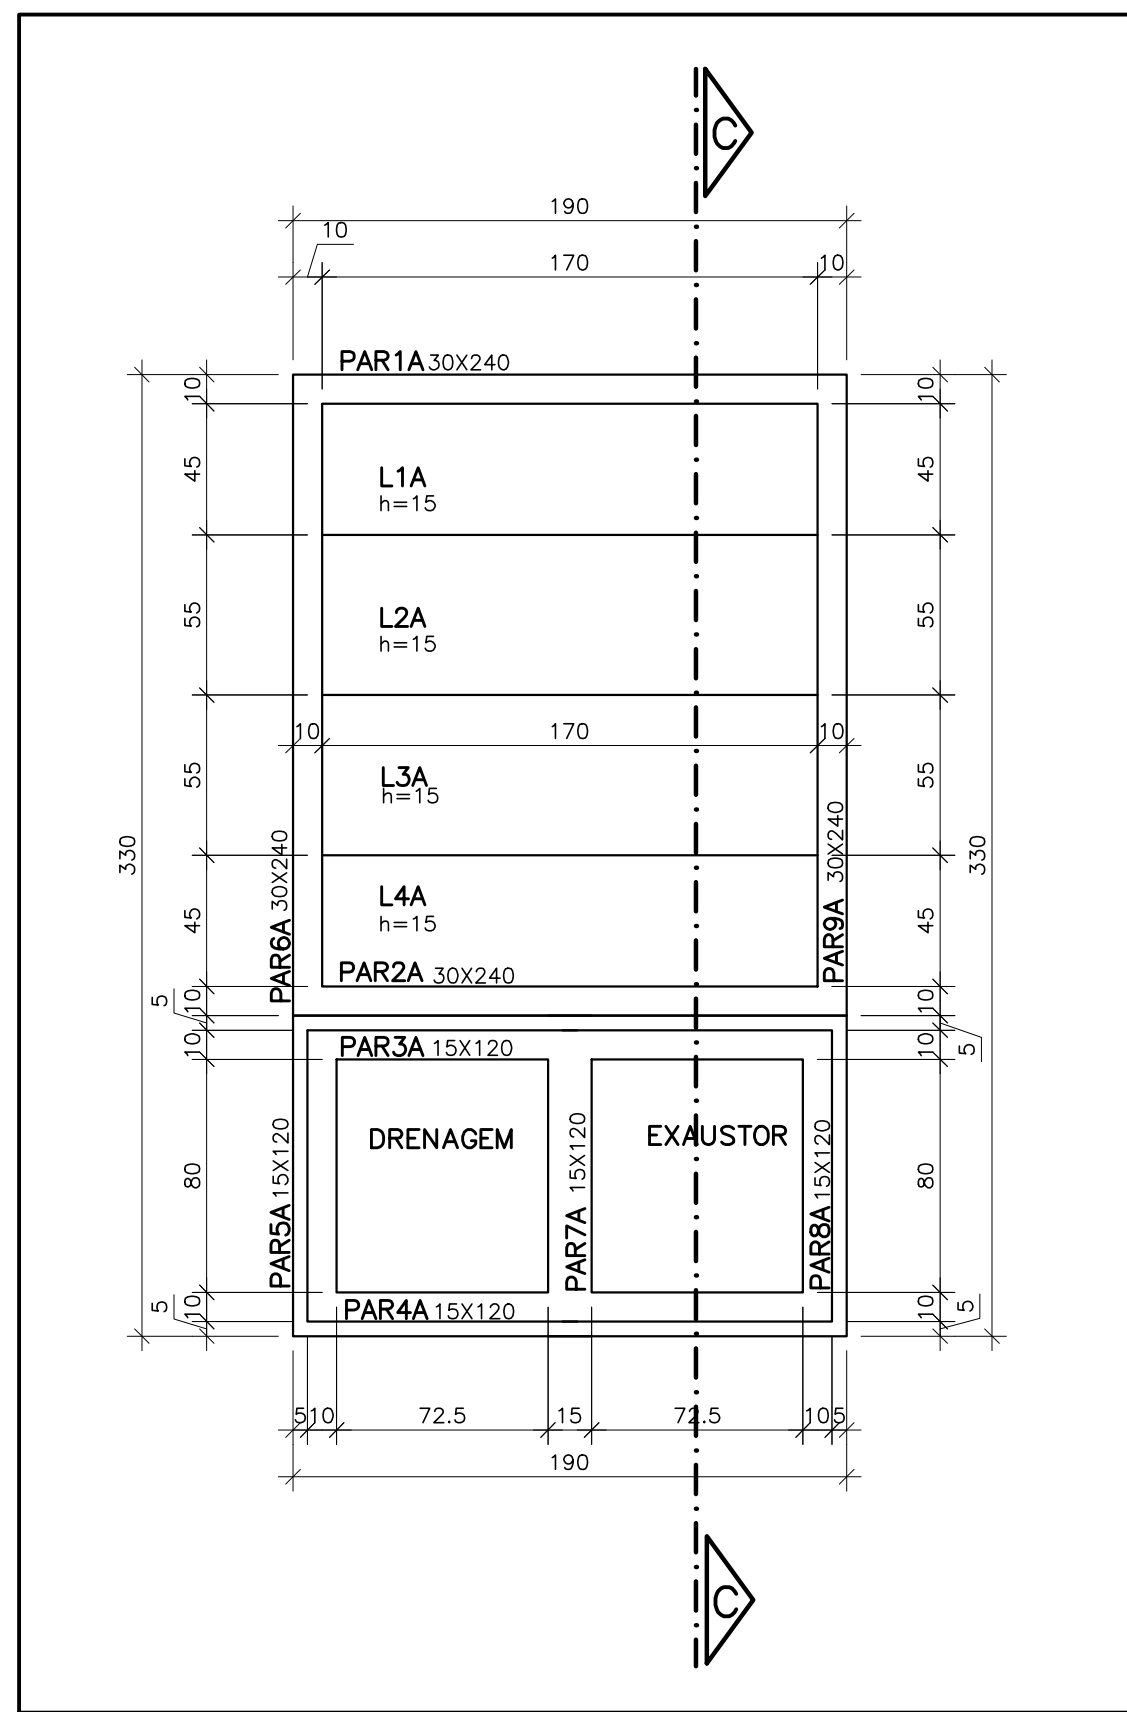 C
190
10
170
10
PAR1A 30X240
10
10
45
L1A
h=15
45
55
L2A
h=15
55
10
170
10
55
L3A
h=15
55
330
330
PAR6A 30X240
PAR9A 30X240
45
L4A
h=15
45
PAR2A 30X240
10
10
5
5
10
PAR3A 15X120
10
DRENAGEM
EXAUSTOR
80
PAR5A 15X120
PAR7A 15X120
PAR8A 15X120
80
5
10
PAR4A 15X120
10
5
5
10
72.5
15
72.5
10
5
190
C